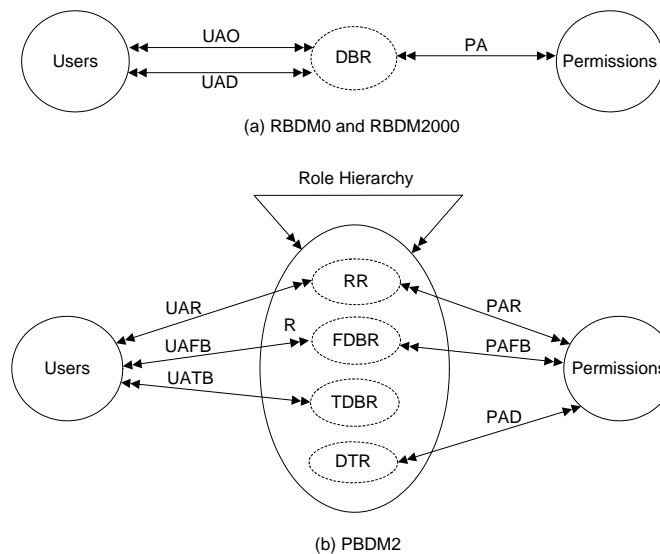 UAO
Users
DBR
PA
Permissions
UAD
(a) RBDM0 and RBDM2000
Role Hierarchy
RR
UAR
PAR
R
UAFB
FDBR
PAFB
Users
UATB
Permissions
TDBR
PAD
DTR
(b) PBDM2